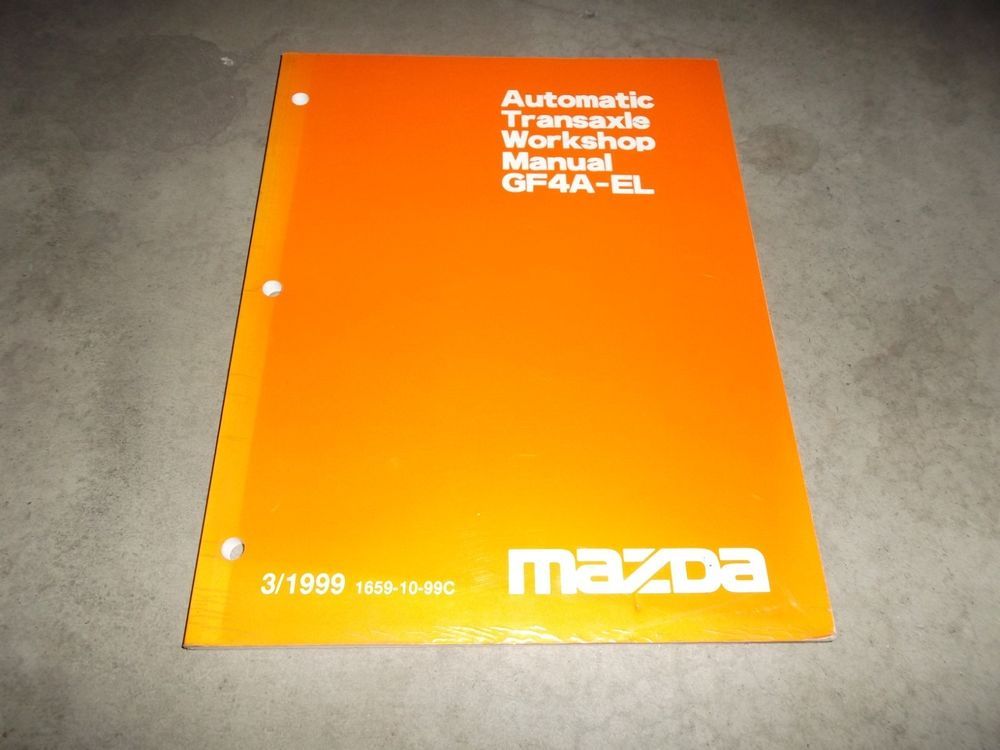 Automatic
Transaxle
Workshop
Manual
GF4A-EL
3/1999 1659-10-99C
mazda